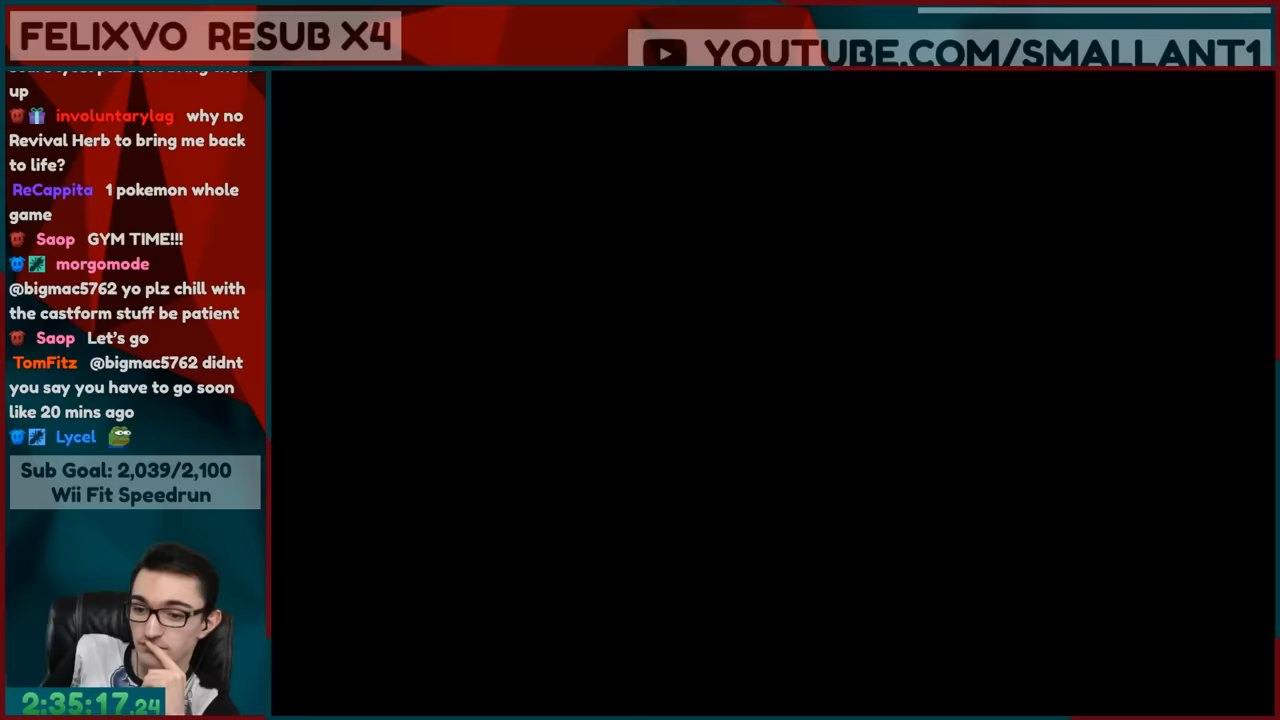 FELIXVO RESUB X4
YOUTUBE.COM/SMALLANT1
up
involuntarylag why no
Revival Herb to bring me back
to life?
ReCappita 1 pokemon whole
game
Saop GYM TIME!!!
morgomode
@bigmac5762 yo plz chill with
the castform stuff be patient
Saop Let's go
TomFitz @bigmac5762 didnt
you say you have to go soon
like 20 mins ago
Lycel
Sub Goal: 2,039/2,100
Wii Fit Speedrun
2:35:17.24